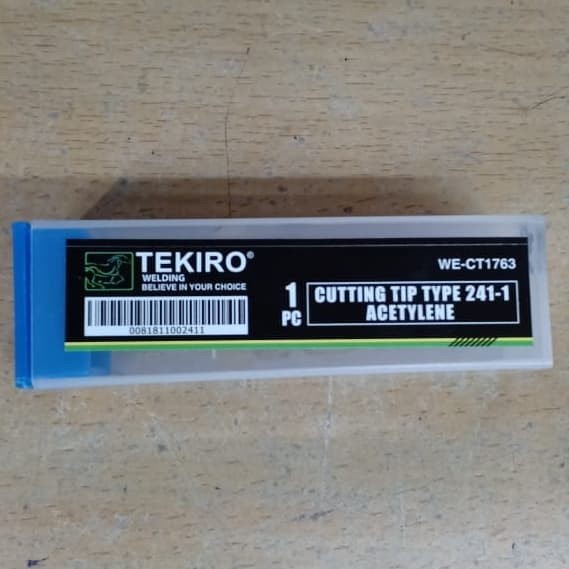 TEKIRO®
WELDING
BELIEVE IN YOUR CHOICE
0081811002411
WE-CT1763
1
PC
CUTTING TIP TYPE 241-1
ACETYLENE